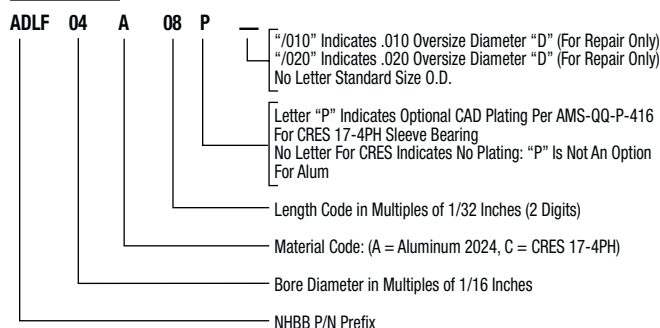 ADLF 04 A 08 P —
"/010" Indicates .010 Oversize Diameter "D" (For Repair Only)
"/020" Indicates .020 Oversize Diameter "D" (For Repair Only)
No Letter Standard Size O.D.
Letter "P" Indicates Optional CAD Plating Per AMS-QQ-P-416
For CRES 17-4PH Sleeve Bearing
No Letter For CRES Indicates No Plating: "P" Is Not An Option
For Alum
Length Code in Multiples of 1/32 Inches (2 Digits)
Material Code: (A = Aluminum 2024, C = CRES 17-4PH)
Bore Diameter in Multiples of 1/16 Inches
NHBB P/N Prefix